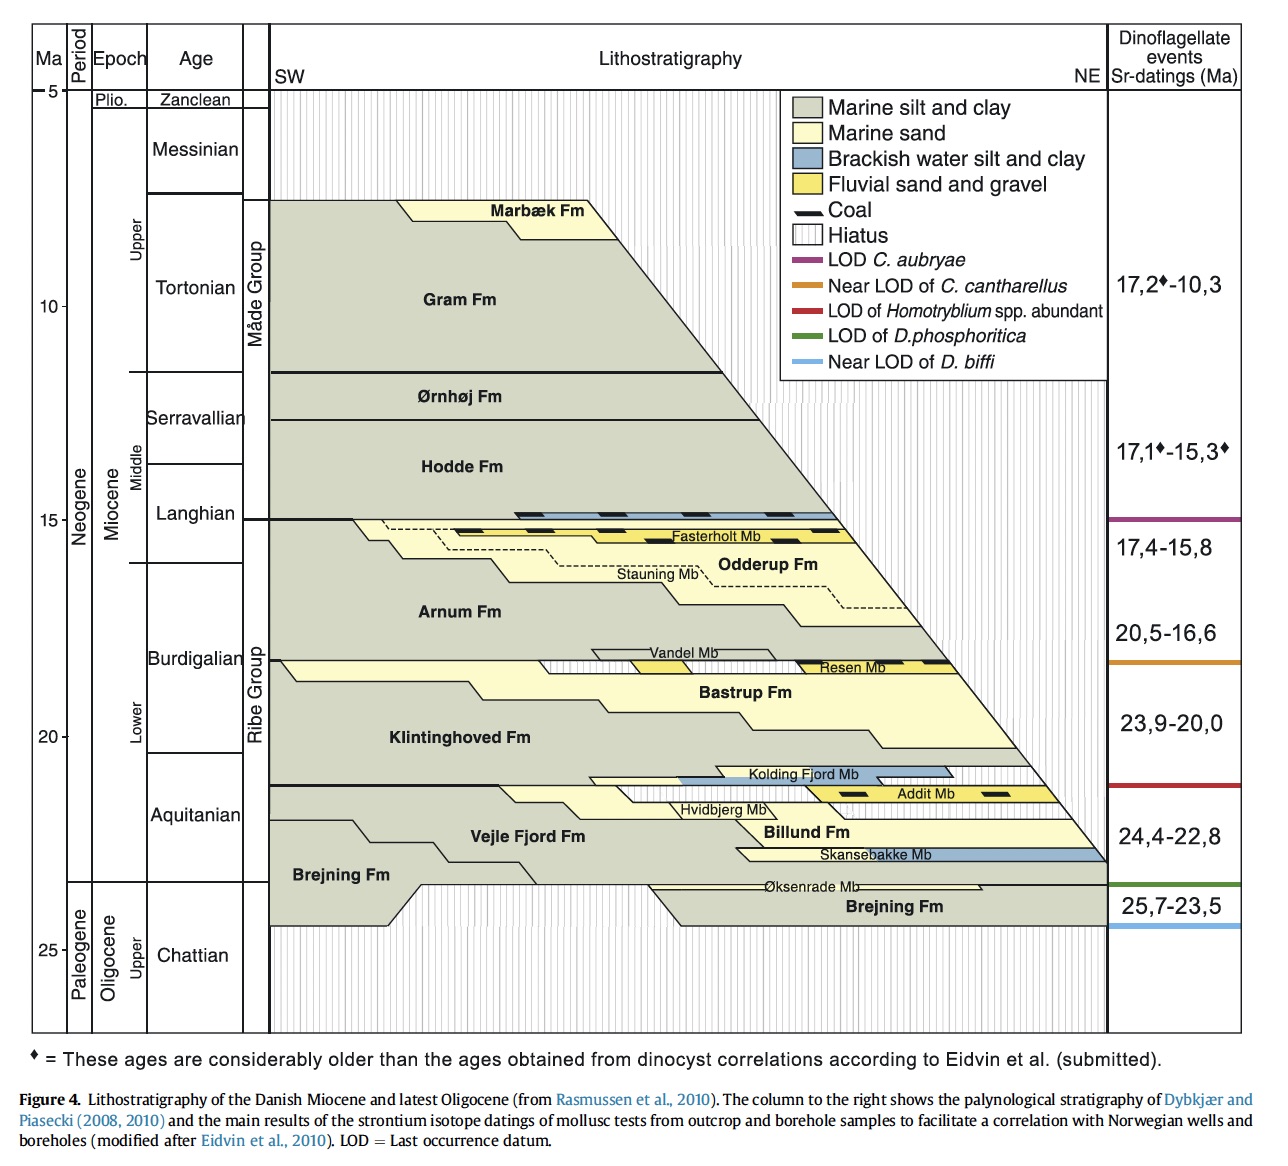 Ma
Period
Epoch
Age
Lithostratigraphy
SW
NE
Dinoflagellate
events
Sr-datings (Ma)
5
Plio.
Zanclean
Messinian
Upper
Tortonian
10
Serravallian
Middle
Langhian
15
Neogene
Miocene
Burdigalian
Lower
20
Aquitanian
Paleogene
Oligocene
Upper
Chattian
25
Måde Group
Ribe Group
Marine silt and clay
Marine sand
Brackish water silt and clay
Fluvial sand and gravel
Coal
Hiatus
LOD C. aubryae
Near LOD of C. cantharellus
LOD of Homotryblium spp. abundant
LOD of D.phosphoritica
Near LOD of D. biffi
Marbæk Fm
Gram Fm
Ørnhøj Fm
Hodde Fm
Fasterholt Mb
Odderup Fm
Stauning Mb
Arnum Fm
Vandel Mb
Resen Mb
Bastrup Fm
Klintinghoved Fm
Kolding Fjord Mb
Addit Mb
Hvidbjerg Mb
Billund Fm
Vejle Fjord Fm
Skansebakke Mb
Brejning Fm
Øksenrade Mb
Brejning Fm
17,2♦-10,3
17,1♦-15,3♦
17,4-15,8
20,5-16,6
23,9-20,0
24,4-22,8
25,7-23,5
♦ = These ages are considerably older than the ages obtained from dinocyst correlations according to Eidvin et al. (submitted).
Figure 4. Lithostratigraphy of the Danish Miocene and latest Oligocene (from Rasmussen et al., 2010). The column to the right shows the palynological stratigraphy of Dybkjær and
Piasecki (2008, 2010) and the main results of the strontium isotope datings of mollusc tests from outcrop and borehole samples to facilitate a correlation with Norwegian wells and
boreholes (modified after Eidvin et al., 2010). LOD = Last occurrence datum.